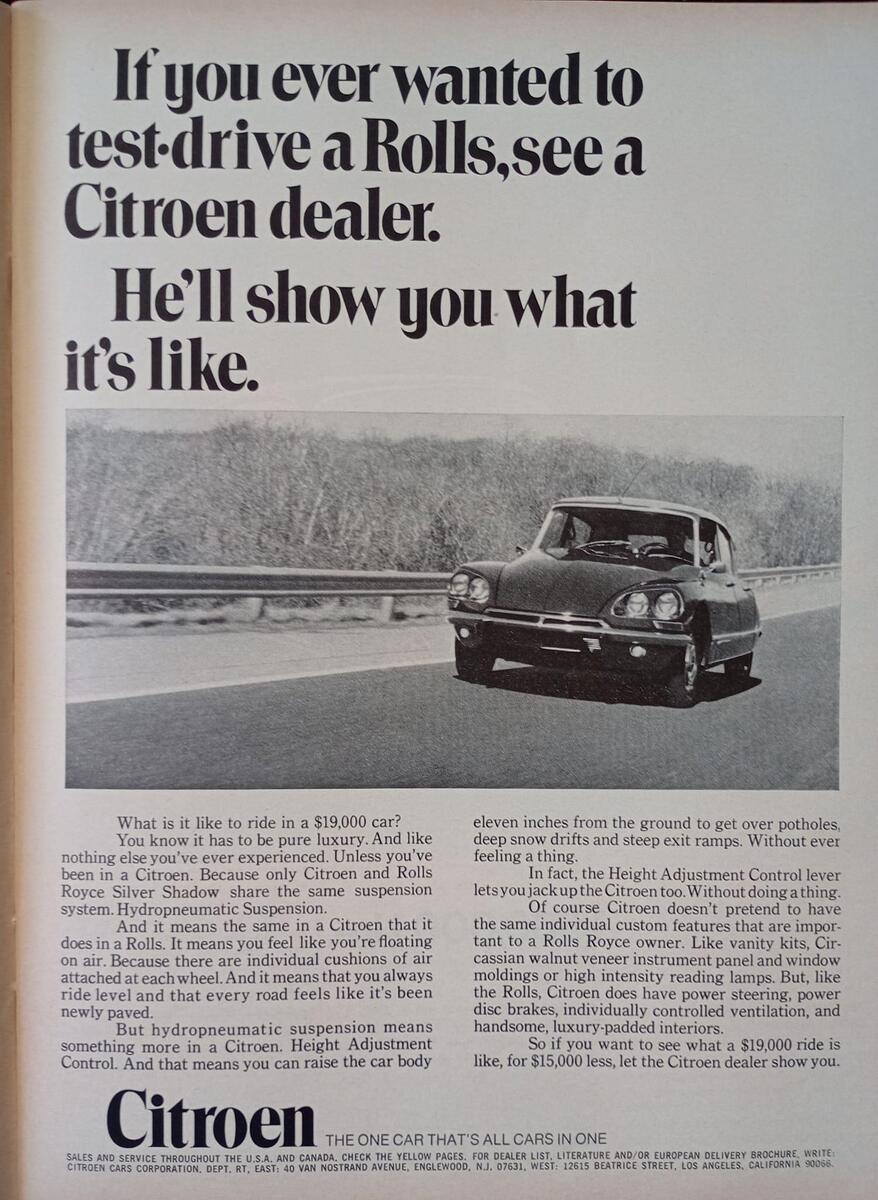 If you ever wanted to
test-drive a Rolls, see a
Citroen dealer.
He'll show you what
it's like.
What is it like to ride in a $19,000 car?
You know it has to be pure luxury. And like
nothing else you've ever experienced. Unless you've
been in a Citroen. Because only Citroen and Rolls
Royce Silver Shadow share the same suspension
system. Hydropneumatic Suspension.
And it means the same in a Citroen that it
does in a Rolls. It means you feel like you're floating
on air. Because there are individual cushions of air
attached at each wheel. And it means that you always
ride level and that every road feels like it's been
newly paved.
But hydropneumatic suspension means
something more in a Citroen. Height Adjustment
Control. And that means you can raise the car body
eleven inches from the ground to get over potholes,
deep snow drifts and steep exit ramps. Without ever
feeling a thing.
In fact, the Height Adjustment Control lever
lets you jack up the Citroen too. Without doing a thing.
Of course Citroen doesn't pretend to have
the same individual custom features that are impor-
tant to a Rolls Royce owner. Like vanity kits, Cir-
cassian walnut veneer instrument panel and window
moldings or high intensity reading lamps. But, like
the Rolls, Citroen does have power steering, power
disc brakes, individually controlled ventilation, and
handsome, luxury-padded interiors.
So if you want to see what a $19,000 ride is
like, for $15,000 less, let the Citroen dealer show you.
Citroen THE ONE CAR THAT'S ALL CARS IN ONE
SALES AND SERVICE THROUGHOUT THE U.S.A. AND CANADA. CHECK THE YELLOW PAGES. FOR DEALER LIST, LITERATURE AND/OR EUROPEAN DELIVERY BROCHURE, WRITE:
CITROEN CARS CORPORATION, DEPT. RT, EAST: 40 VAN NOSTRAND AVENUE, ENGLEWOOD, N.J. 07631, WEST: 12615 BEATRICE STREET, LOS ANGELES, CALIFORNIA 90066.